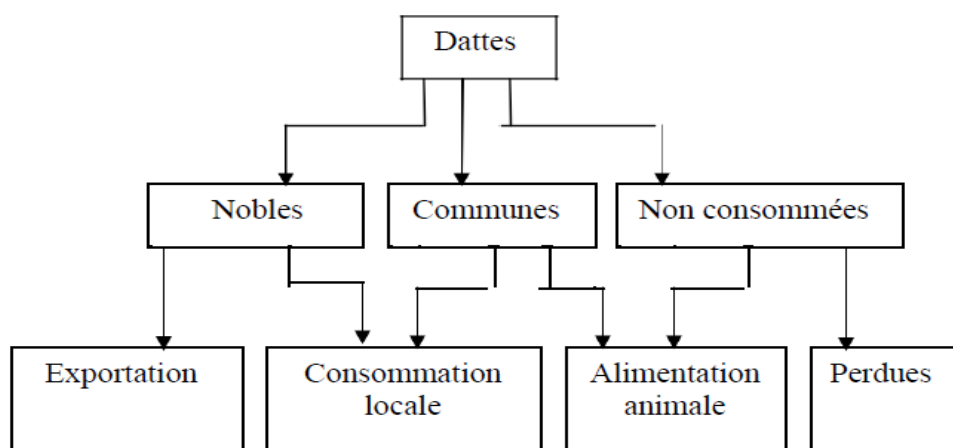 Dattes
Nobles
Communes
Non consommées
Exportation
Consommation
locale
Alimentation
animale
Perdues